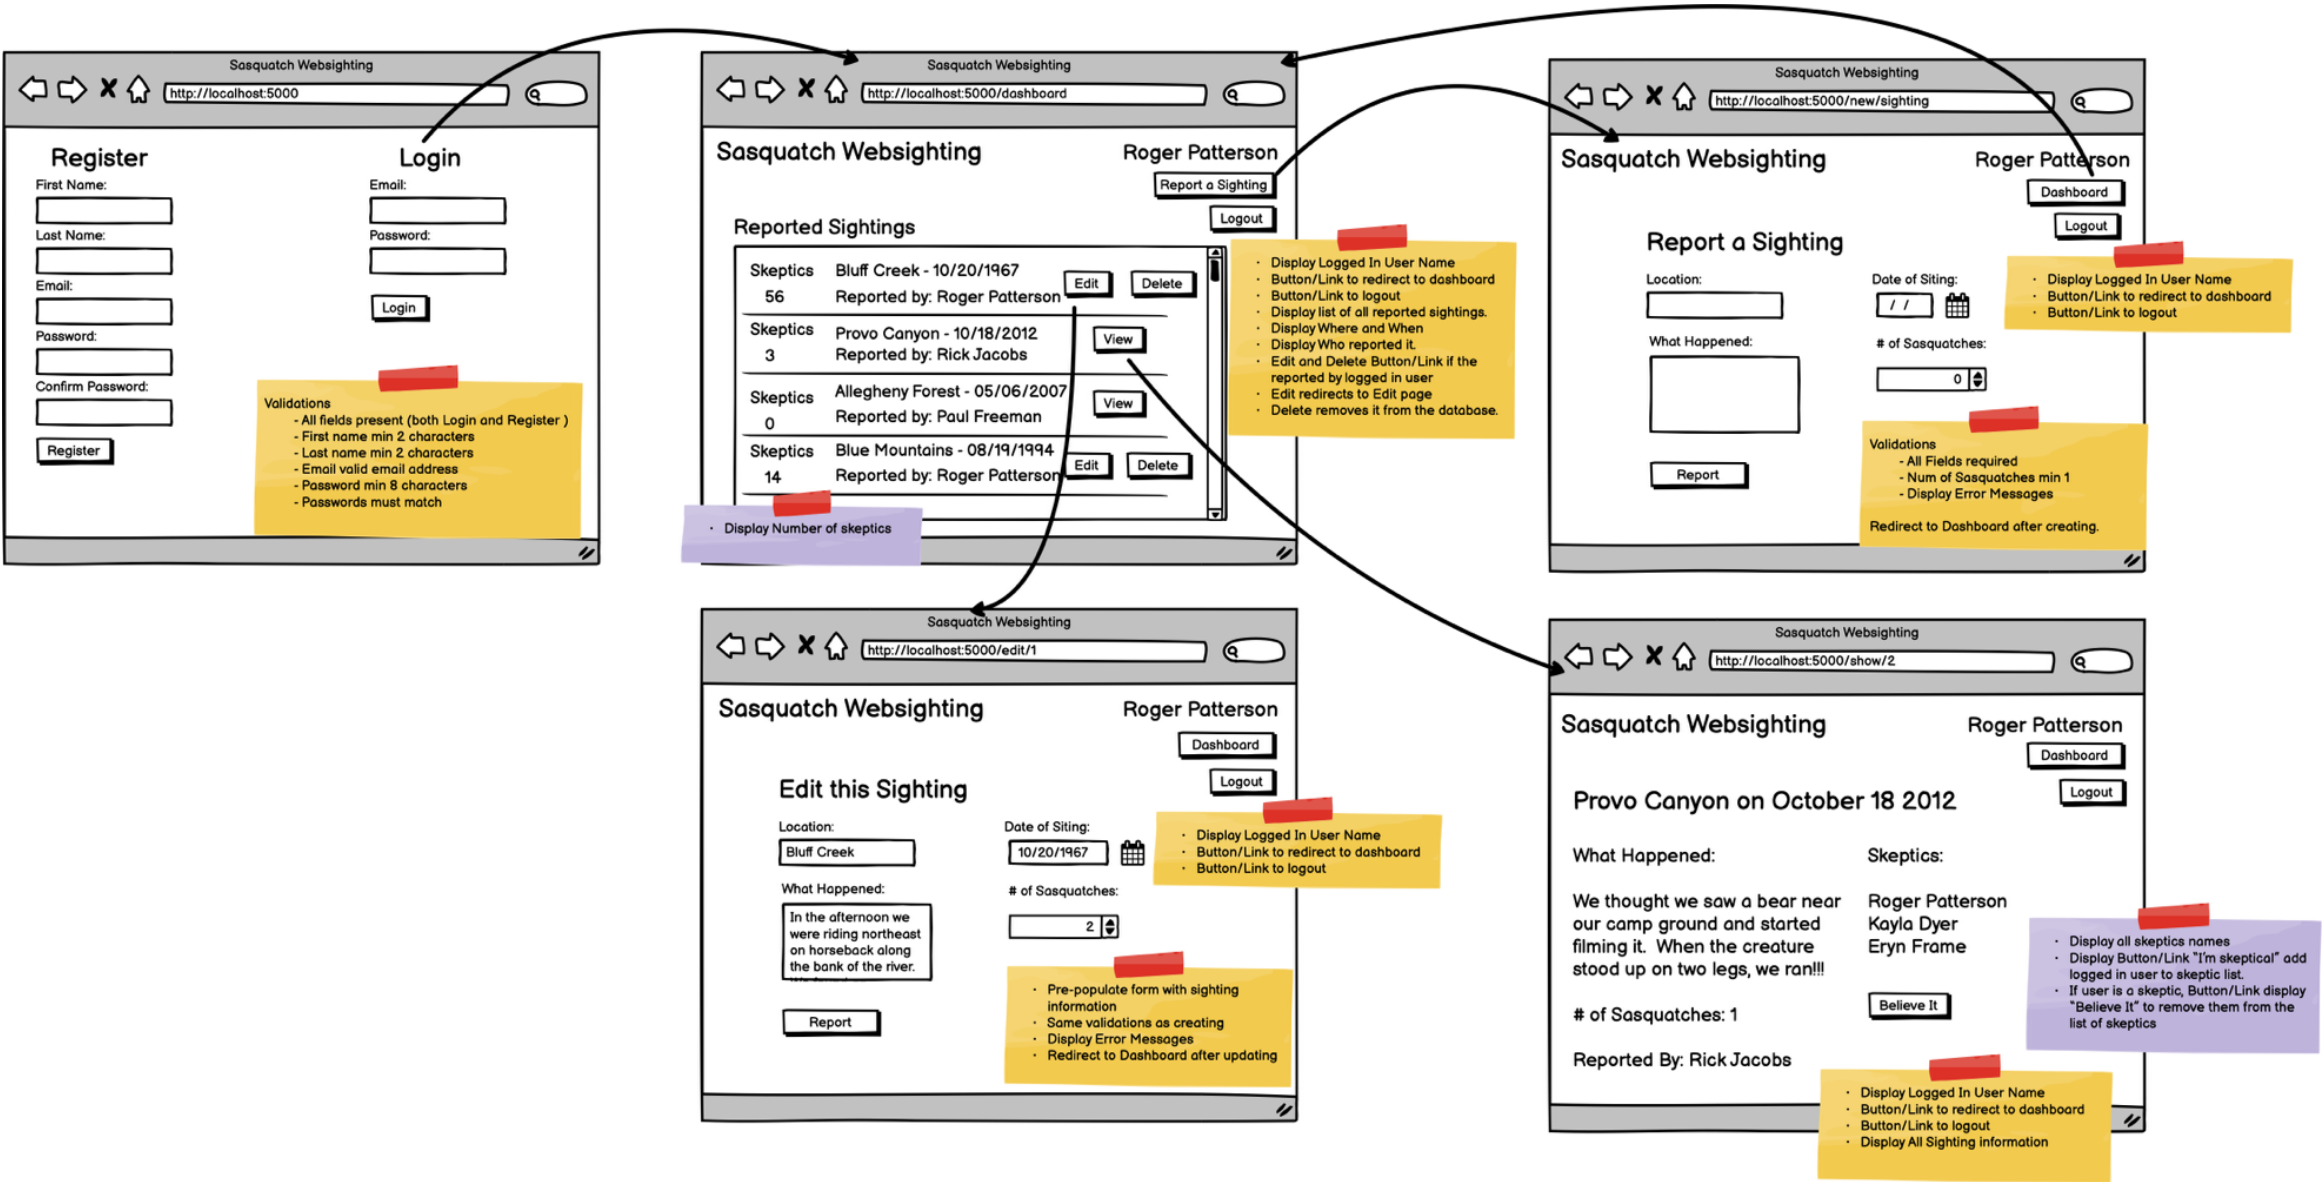 Sasquatch Websighting
http://localhost:5000
Register
First Name:
Last Name:
Email:
Password:
Confirm Password:
Register
Login
Email:
Password:
Login
Validations
- All fields present (both Login and Register )
- First name min 2 characters
- Last name min 2 characters
- Email valid email address
- Password min 8 characters
- Passwords must match
Sasquatch Websighting
http://localhost:5000/dashboard
Sasquatch Websighting
Roger Patterson
Report a Sighting
Logout
Reported Sightings
Skeptics
56
Bluff Creek - 10/20/1967
Reported by: Roger Patterson
Edit
Delete
Skeptics
3
Provo Canyon - 10/18/2012
Reported by: Rick Jacobs
View
Skeptics
0
Allegheny Forest - 05/06/2007
Reported by: Paul Freeman
View
Skeptics
14
Blue Mountains - 08/19/1994
Reported by: Roger Patterson
Edit
Delete
· Display Number of skeptics
· Display Logged In User Name
· Button/Link to redirect to dashboard
· Button/Link to logout
· Display list of all reported sightings.
· Display Where and When
· Display Who reported it.
· Edit and Delete Button/Link if the
reported by logged in user
· Edit redirects to Edit page
· Delete removes it from the database.
Sasquatch Websighting
http://localhost:5000/new/sighting
Sasquatch Websighting
Roger Patterson
Dashboard
Logout
Report a Sighting
Location:
What Happened:
Report
Date of Siting:
/ /
# of Sasquatches:
0
· Display Logged In User Name
· Button/Link to redirect to dashboard
· Button/Link to logout
Validations
- All Fields required
- Num of Sasquatches min 1
- Display Error Messages
Redirect to Dashboard after creating.
Sasquatch Websighting
http://localhost:5000/edit/1
Sasquatch Websighting
Roger Patterson
Dashboard
Logout
Edit this Sighting
Location:
Bluff Creek
What Happened:
In the afternoon we
were riding northeast
on horseback along
the bank of the river.
Report
Date of Siting:
10/20/1967
# of Sasquatches:
2
· Display Logged In User Name
· Button/Link to redirect to dashboard
· Button/Link to logout
· Pre-populate form with sighting
information
· Same validations as creating
· Display Error Messages
· Redirect to Dashboard after updating
Sasquatch Websighting
http://localhost:5000/show/2
Sasquatch Websighting
Roger Patterson
Dashboard
Logout
Provo Canyon on October 18 2012
What Happened:
We thought we saw a bear near
our camp ground and started
filming it. When the creature
stood up on two legs, we ran!!!
# of Sasquatches: 1
Reported By: Rick Jacobs
Skeptics:
Roger Patterson
Kayla Dyer
Eryn Frame
Believe It
· Display all skeptics names
· Display Button/Link "I'm skeptical" add
logged in user to skeptic list.
· If user is a skeptic, Button/Link display
"Believe It" to remove them from the
list of skeptics
· Display Logged In User Name
· Button/Link to redirect to dashboard
· Button/Link to logout
· Display All Sighting information